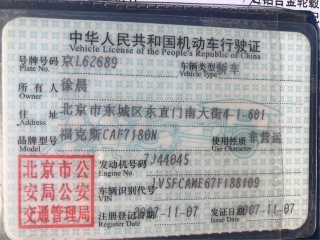 中华人民共和国机动车行驶证
Vehicle License of the People's Republic of China
号牌号码 京L62689 车辆类型 轿车
Plate No. Vehicle Type
所有人 徐晨
Owner
住址 北京市东城区东直门南大街4-1-601
Address
品牌型号 福克斯CAF7180N 使用性质 非营运
Model Use Character
北京市公
安局公安
交通管理局
发动机号码 7J44045
Engine No.
车辆识别代号 LVSFCAME67F188109
VIN
注册登记日期 2007-11-07 发证日期 2007-11-07
Register Date Issue Date